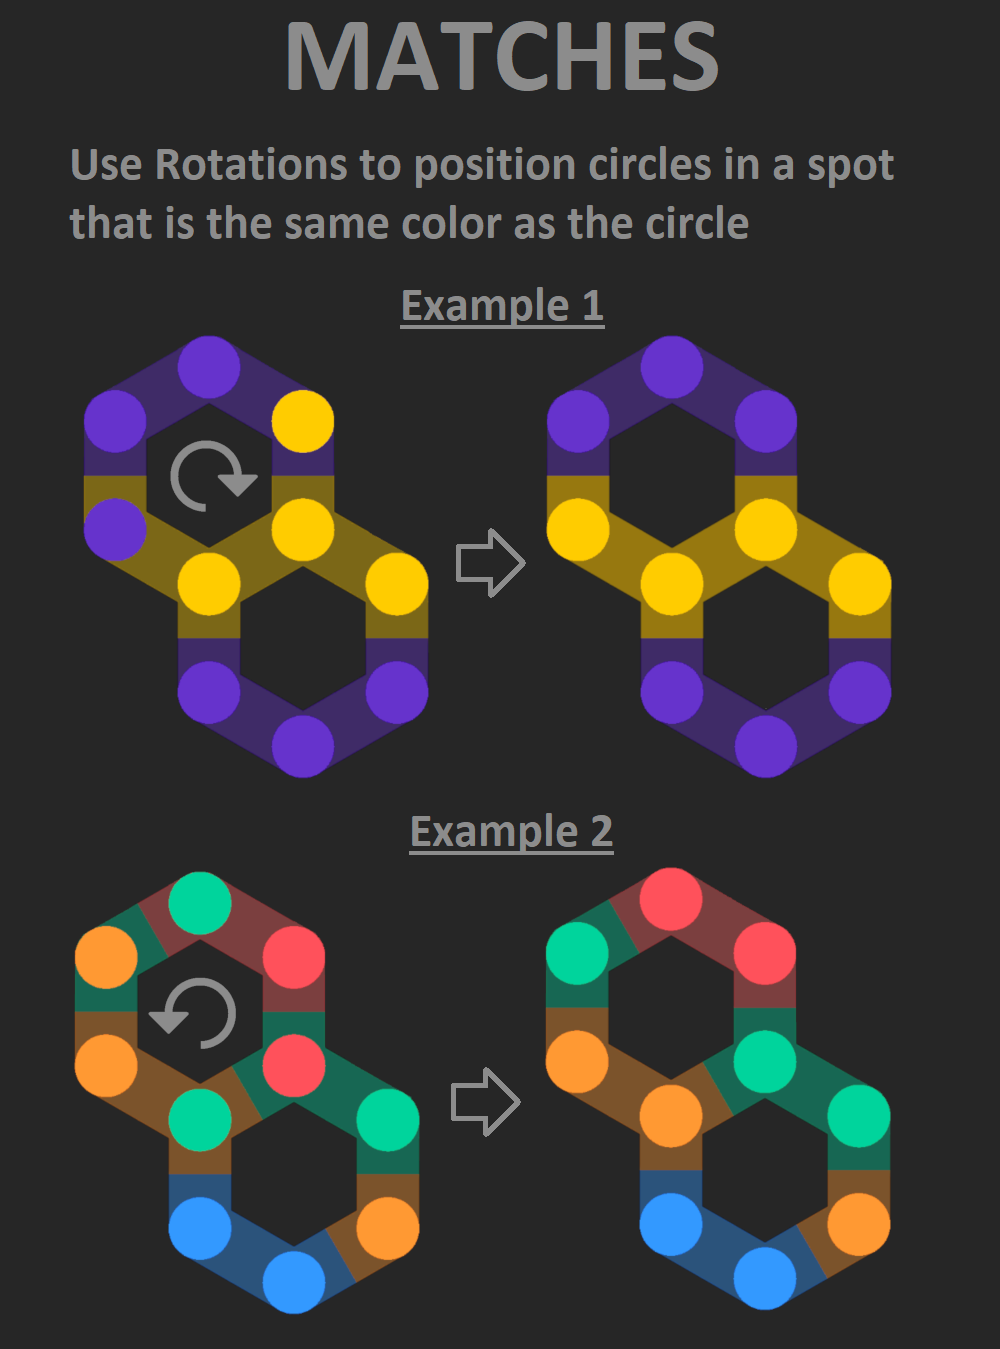 MATCHES
Use Rotations to position circles in a spot
that is the same color as the circle
Example 1
Example 2